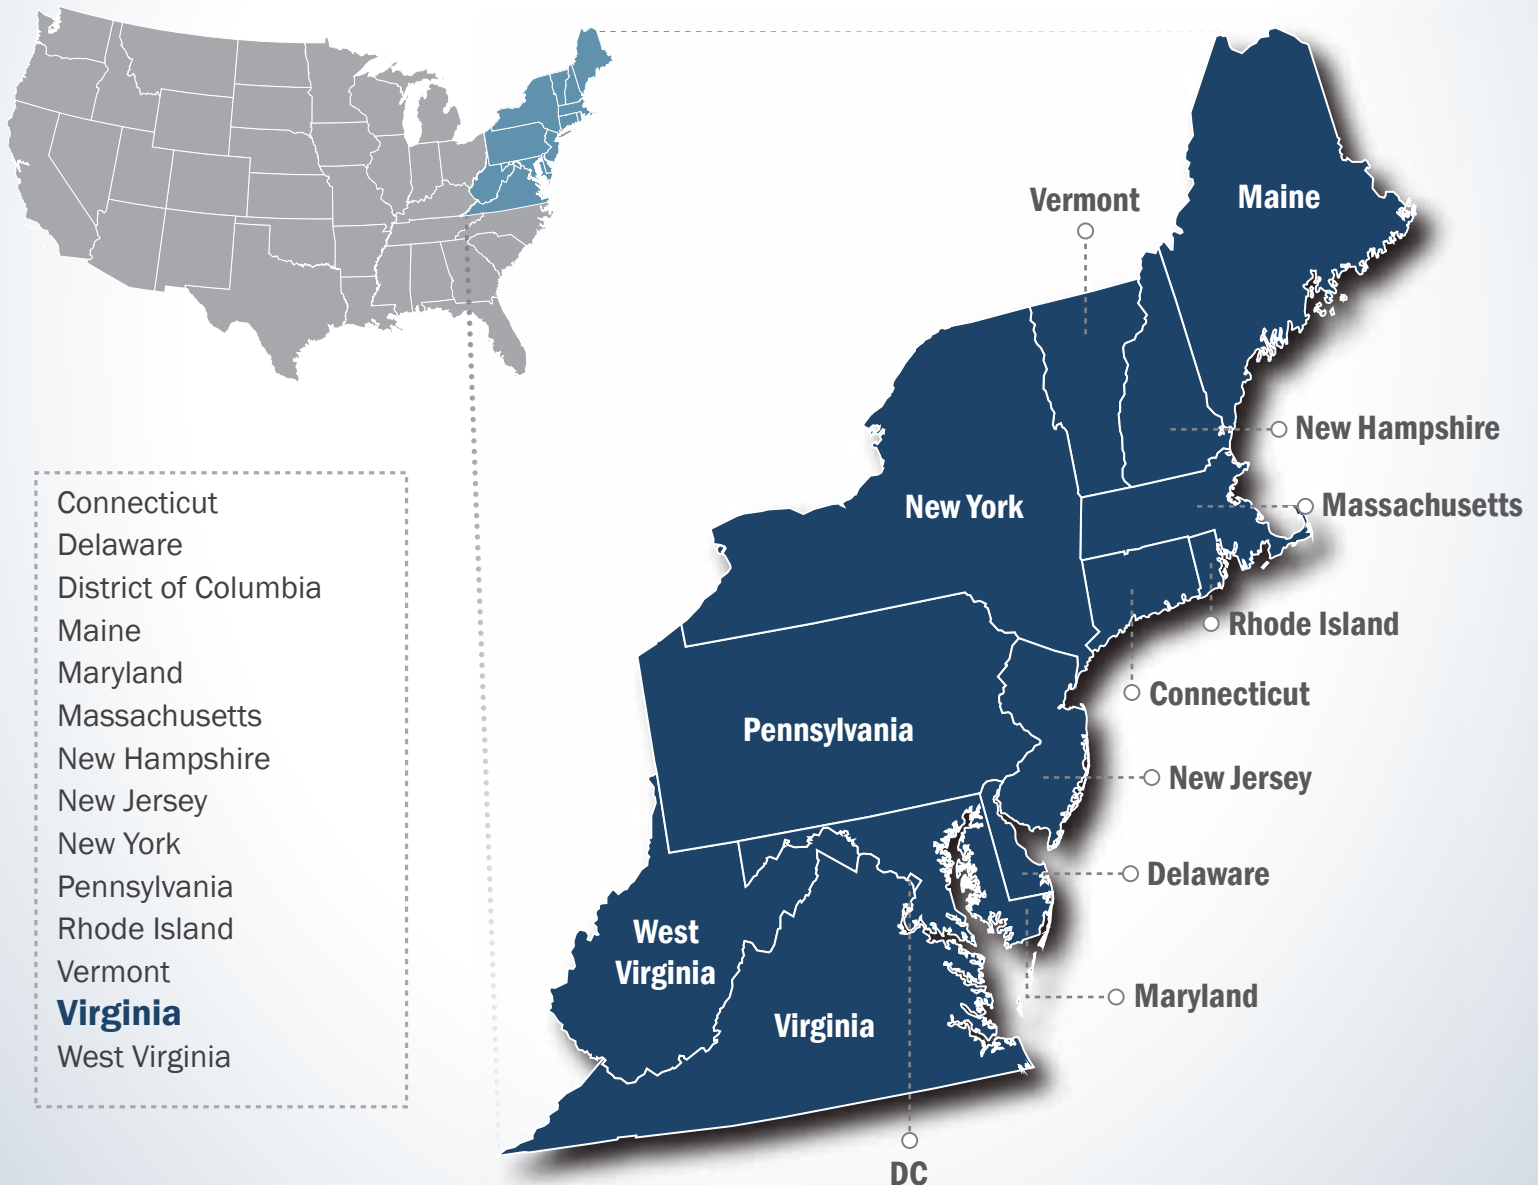 Connecticut
Delaware
District of Columbia
Maine
Maryland
Massachusetts
New Hampshire
New Jersey
New York
Pennsylvania
Rhode Island
Vermont
Virginia
West Virginia
Vermont
Maine
New Hampshire
New York
Massachusetts
Rhode Island
Connecticut
Pennsylvania
New Jersey
Delaware
West
Virginia
Maryland
Virginia
DC